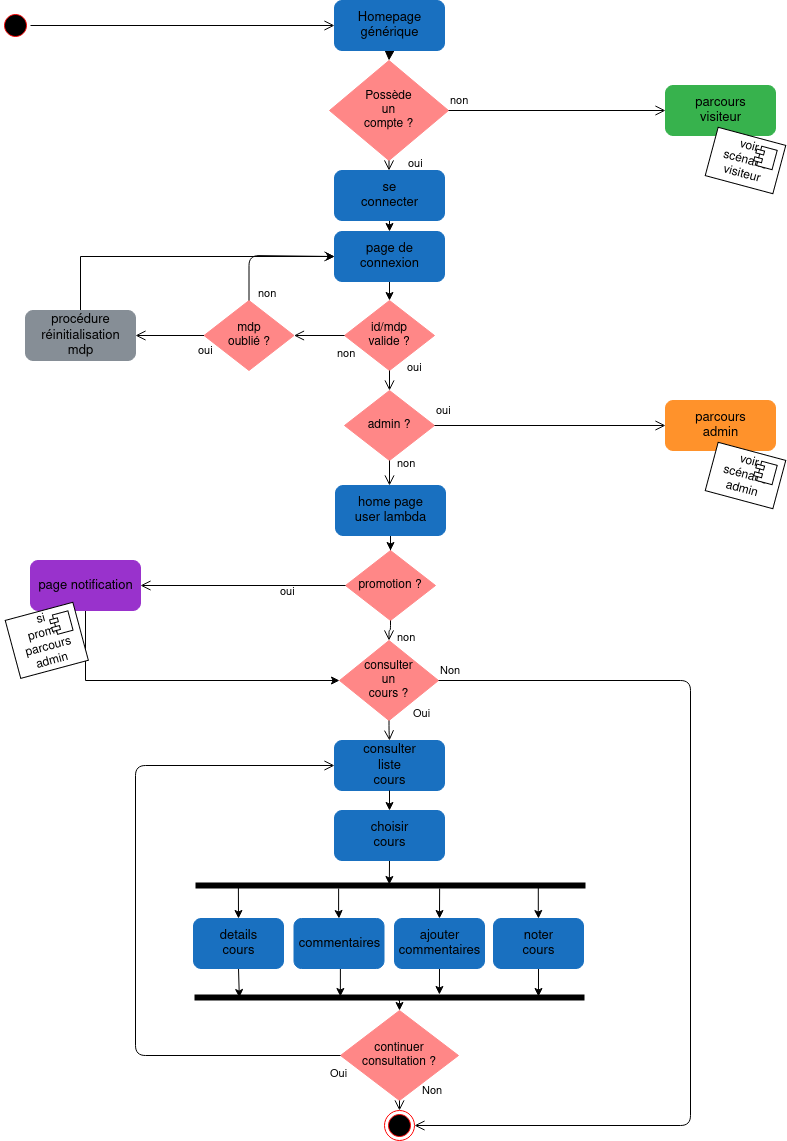 Homepage
générique
Possède
un
compte ?
non
parcours
visiteur
voir
visiteur
oui
se
connecter
page de
connexion
non
procédure
réinitialisation
mdp
mdp
oublié ?
id/mdp
valide ?
oui
non
oui
admin ?
oui
parcours
admin
voir
admin
non
home page
user lambda
page notification
promotion ?
oui
si
parcours
admin
non
consulter
un
cours ?
Non
Oui
consulter
liste
cours
choisir
cours
details
cours
commentaires
ajouter
commentaires
noter
cours
continuer
consultation ?
Oui
Non